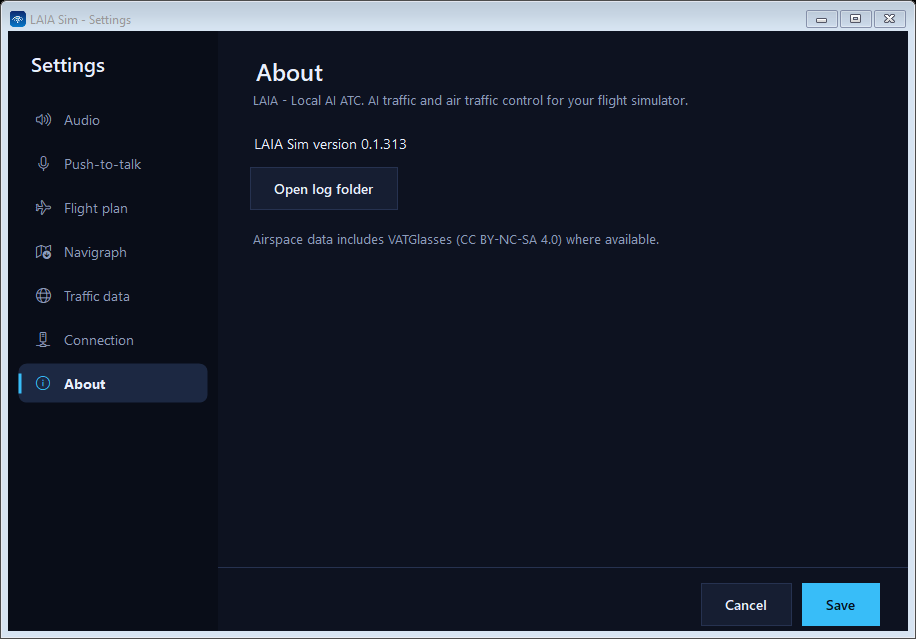 LAIA Sim - Settings
Settings
Audio
Push-to-talk
Flight plan
Navigraph
Traffic data
Connection
About
About
LAIA - Local AI ATC. AI traffic and air traffic control for your flight simulator.
LAIA Sim version 0.1.313
Open log folder
Airspace data includes VATGlasses (CC BY-NC-SA 4.0) where available.
Cancel
Save